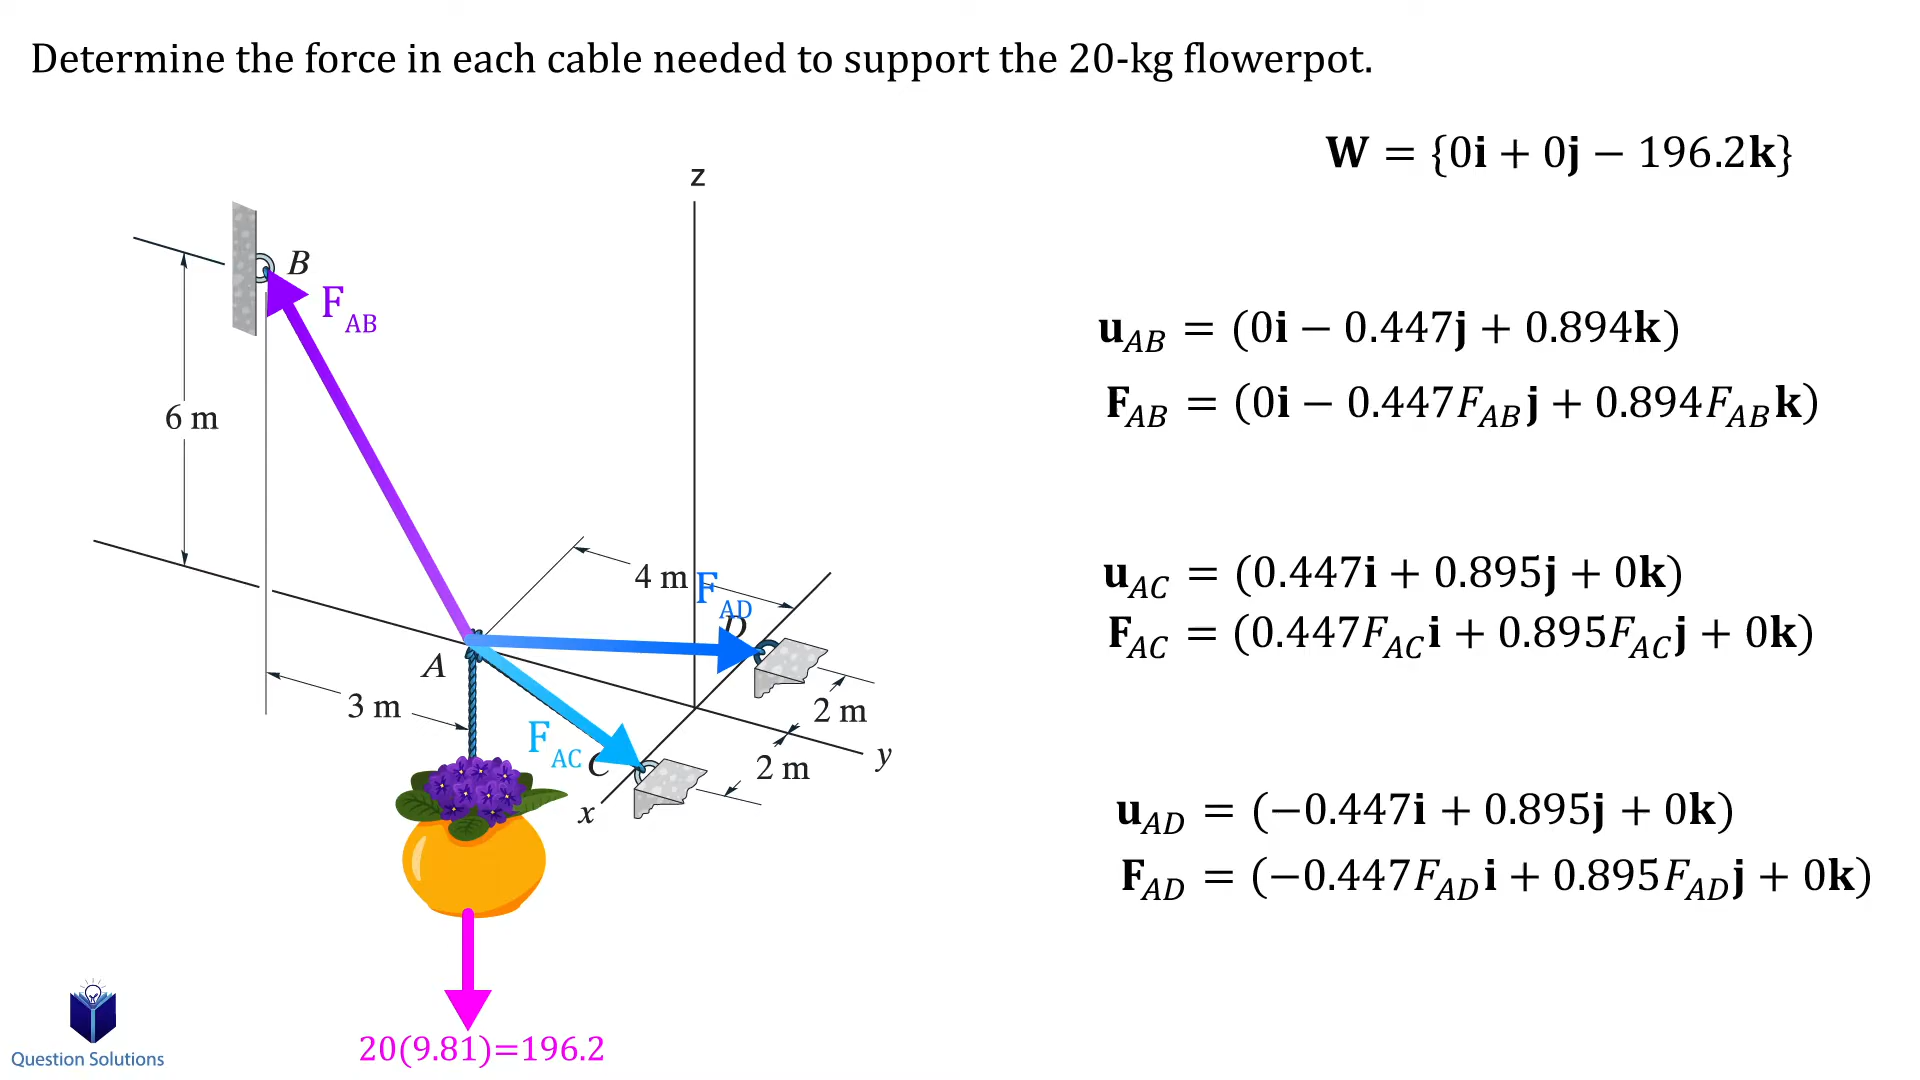 Determine the force in each cable needed to support the 20-kg flowerpot.
W = {0i + 0j − 196.2k}
z
B
F_AB
u_AB = (0i − 0.447j + 0.894k)
F_AB = (0i − 0.447F_AB j + 0.894F_AB k)
6 m
4 m
F_AD
D
u_AC = (0.447i + 0.895j + 0k)
F_AC = (0.447F_AC i + 0.895F_AC j + 0k)
A
3 m
2 m
F_AC
C
2 m
y
x
u_AD = (−0.447i + 0.895j + 0k)
F_AD = (−0.447F_AD i + 0.895F_AD j + 0k)
20(9.81)=196.2
Question Solutions